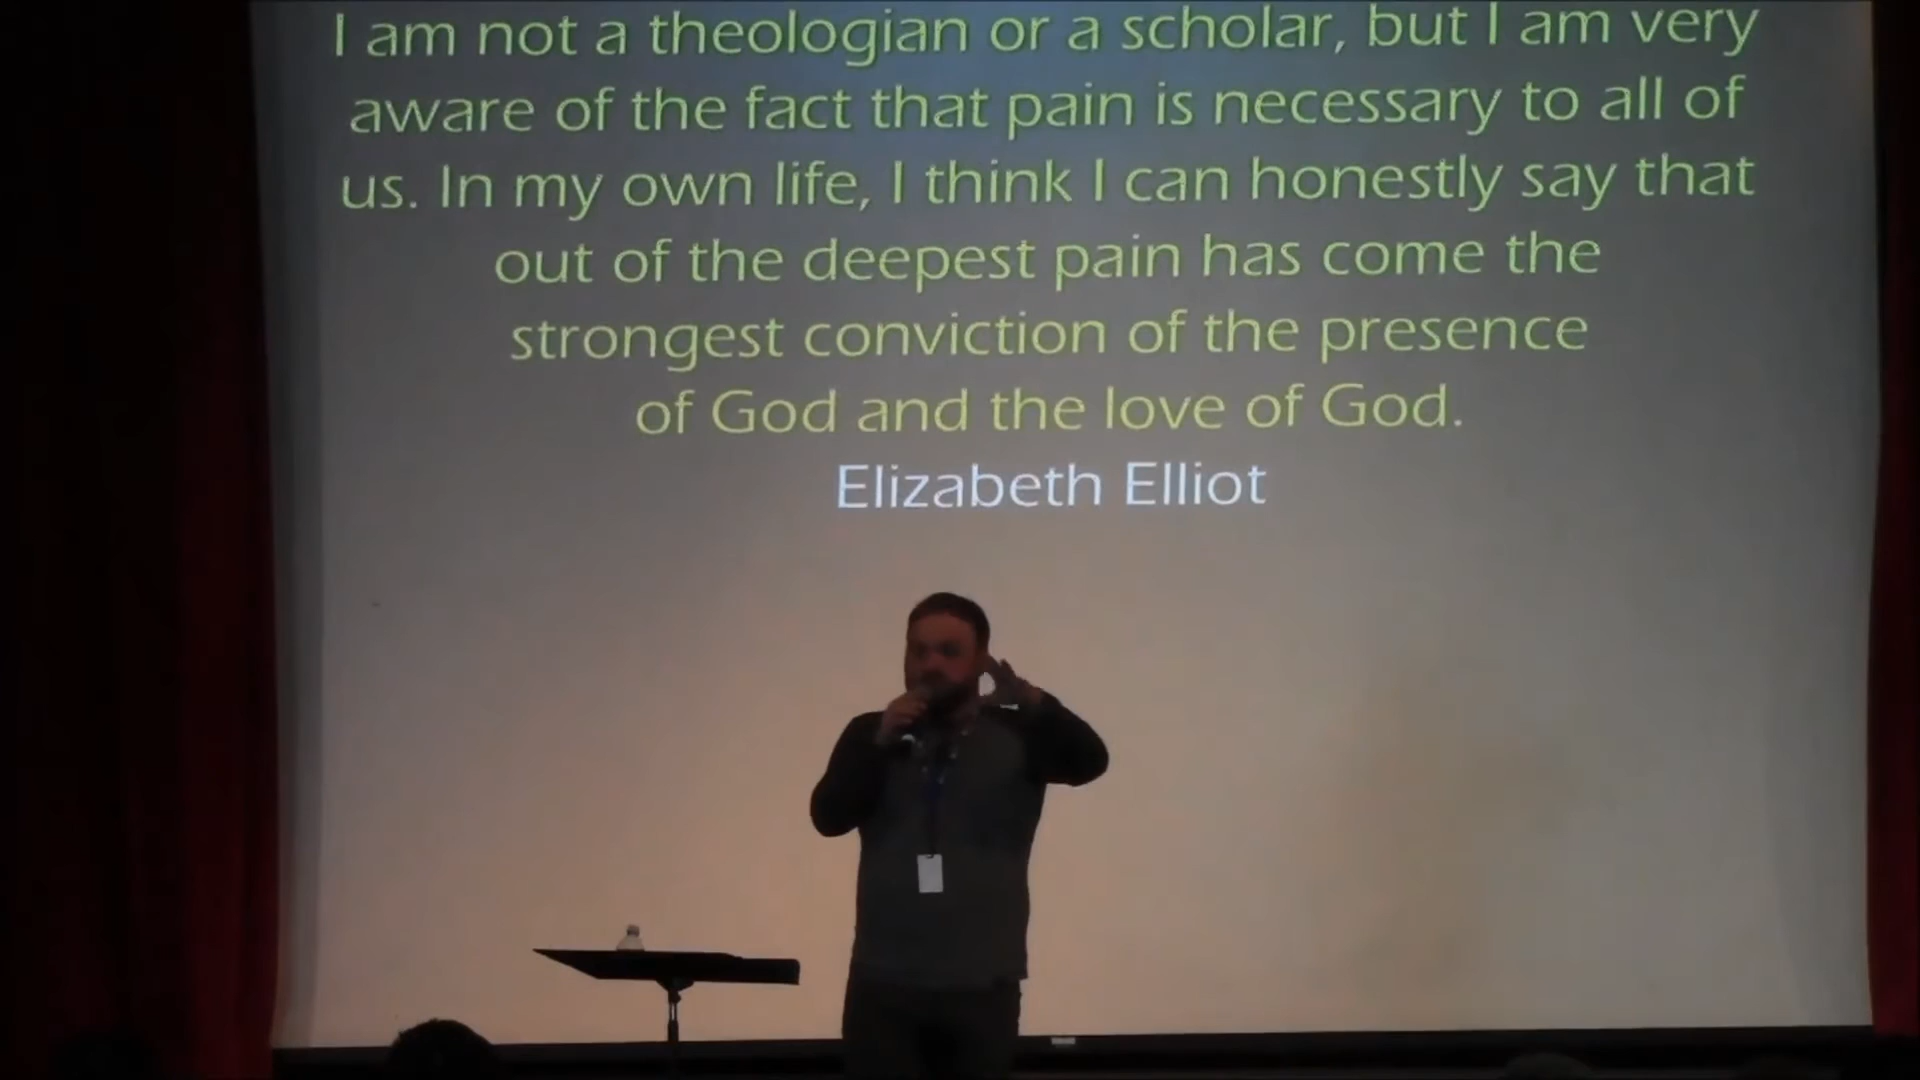 I am not a theologian or a scholar, but I am very
aware of the fact that pain is necessary to all of
us. In my own life, I think I can honestly say that
out of the deepest pain has come the
strongest conviction of the presence
of God and the love of God.
Elizabeth Elliot